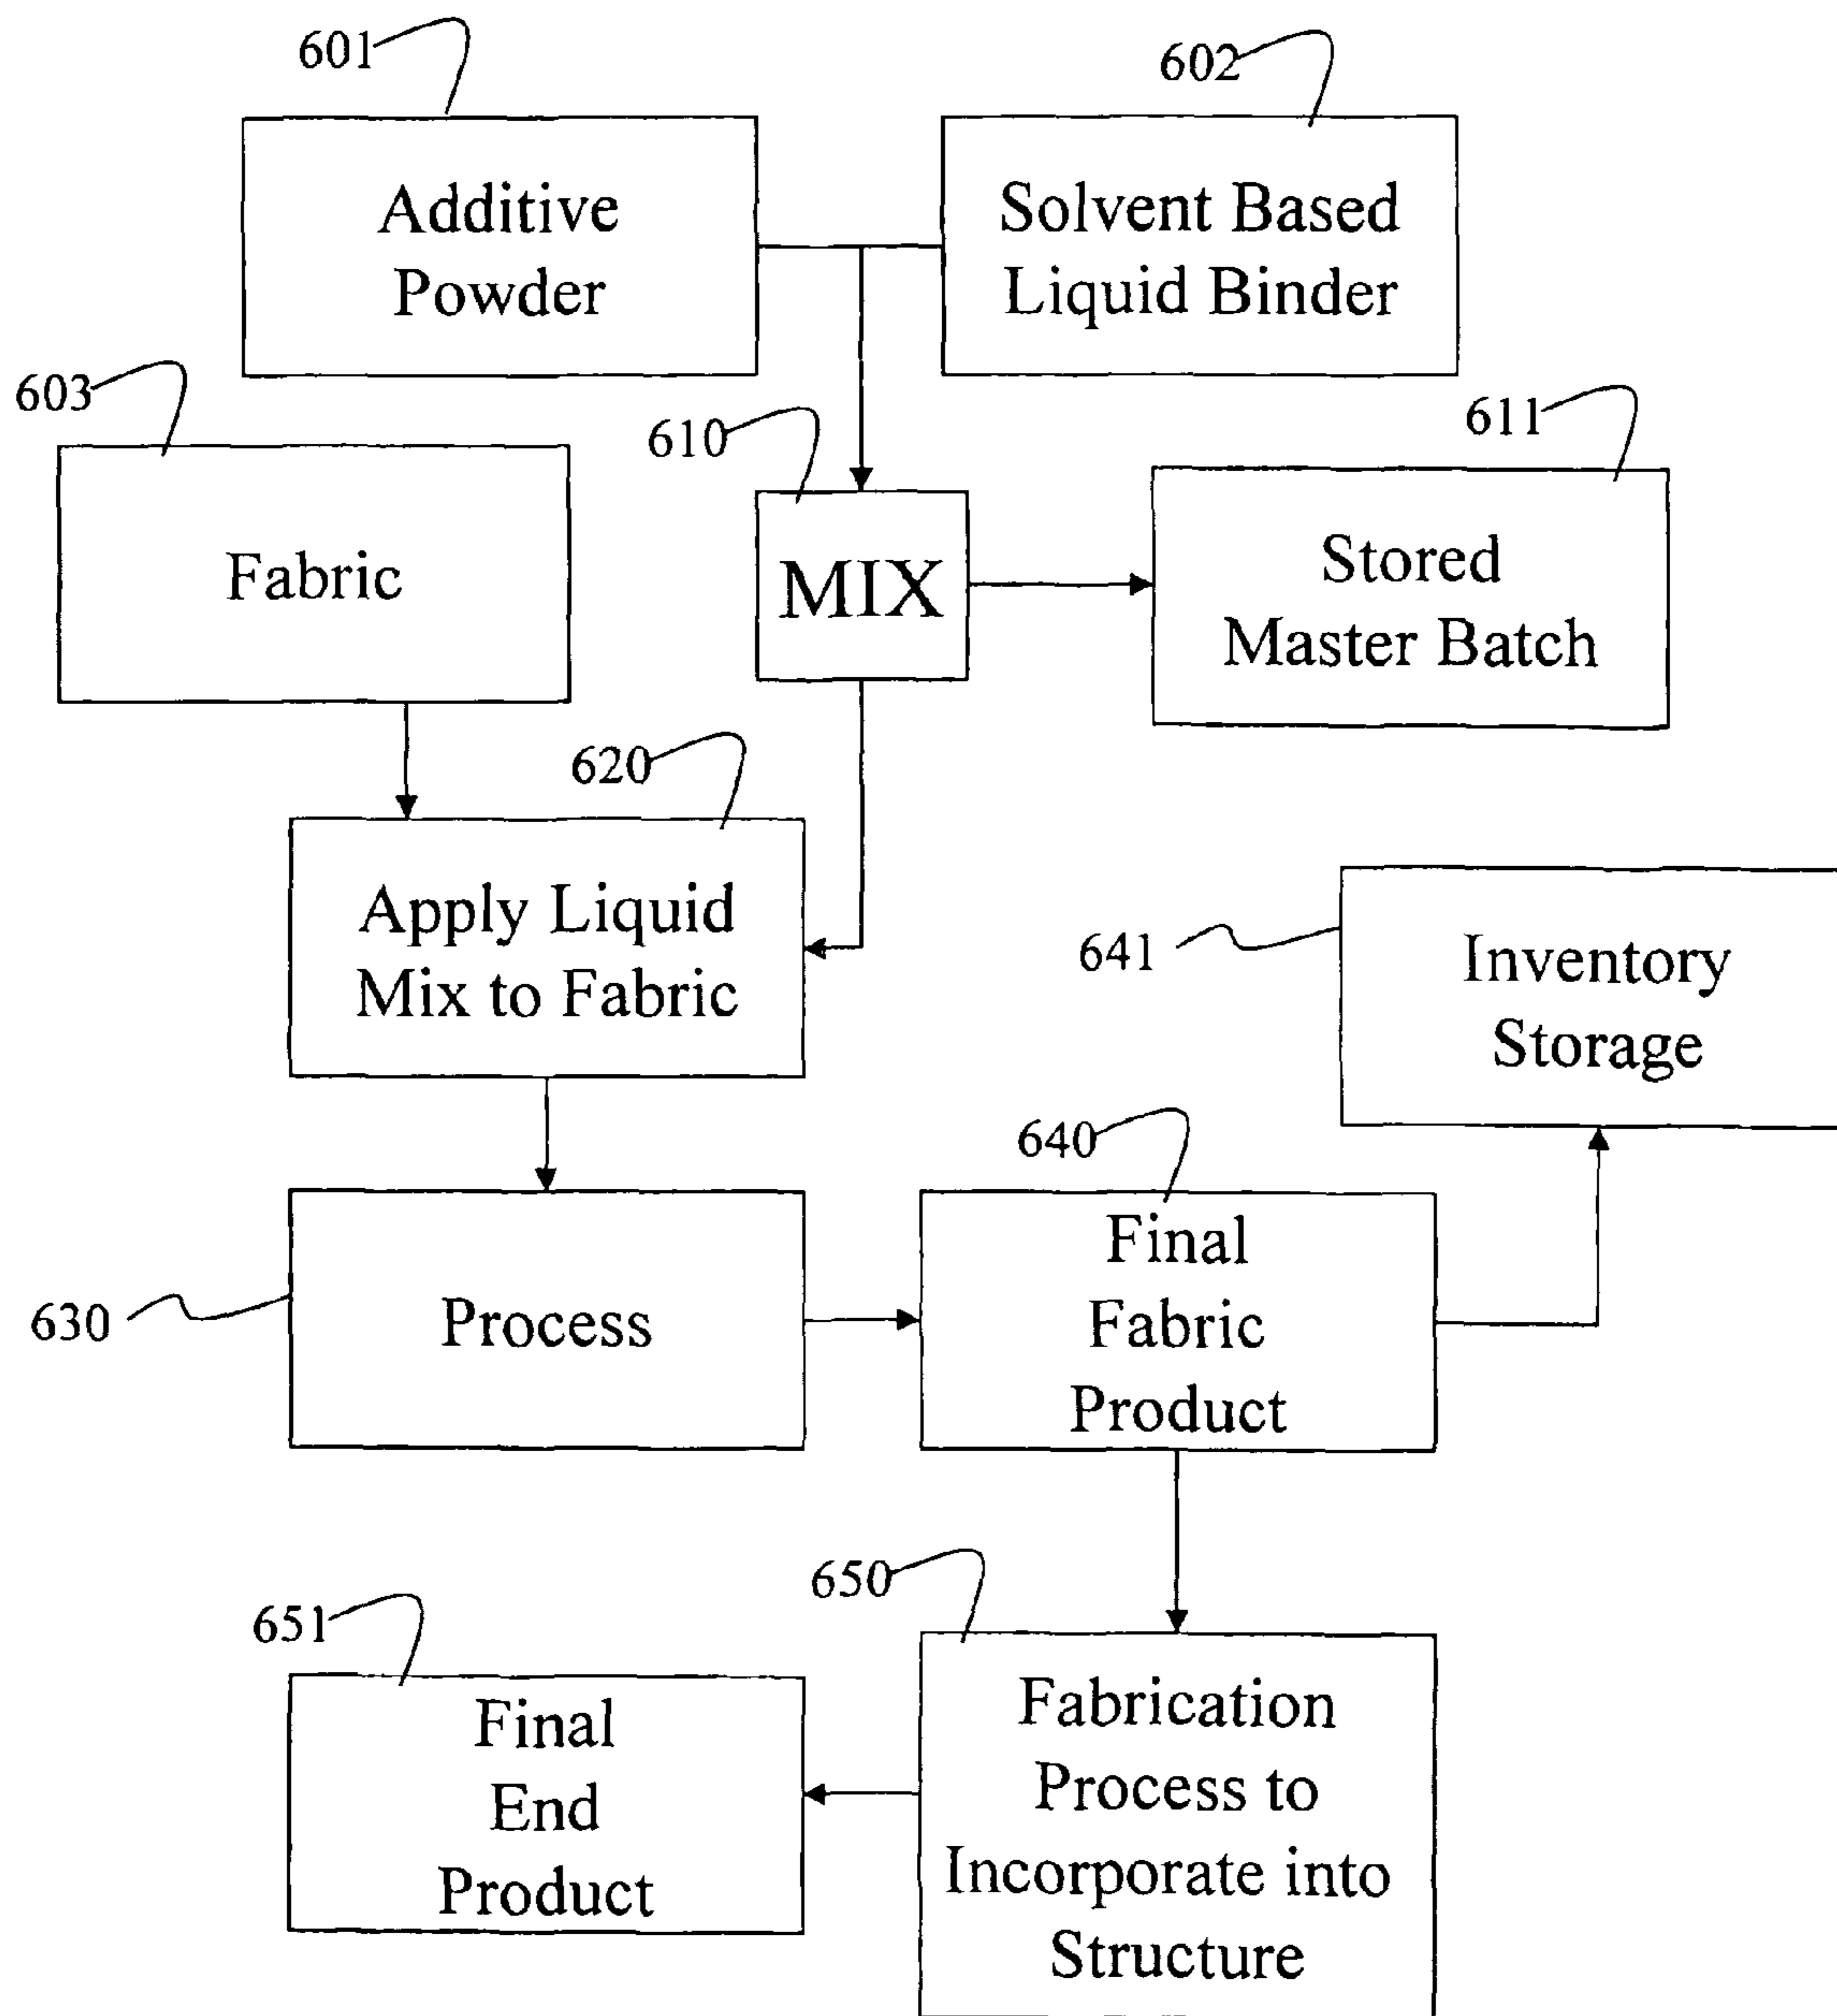 601
602
Additive
Powder
Solvent Based
Liquid Binder
603
610
611
Fabric
MIX
Stored
Master Batch
620
Apply Liquid
Mix to Fabric
641
Inventory
Storage
640
630
Process
Final
Fabric
Product
650
651
Final
End
Product
Fabrication
Process to
Incorporate into
Structure